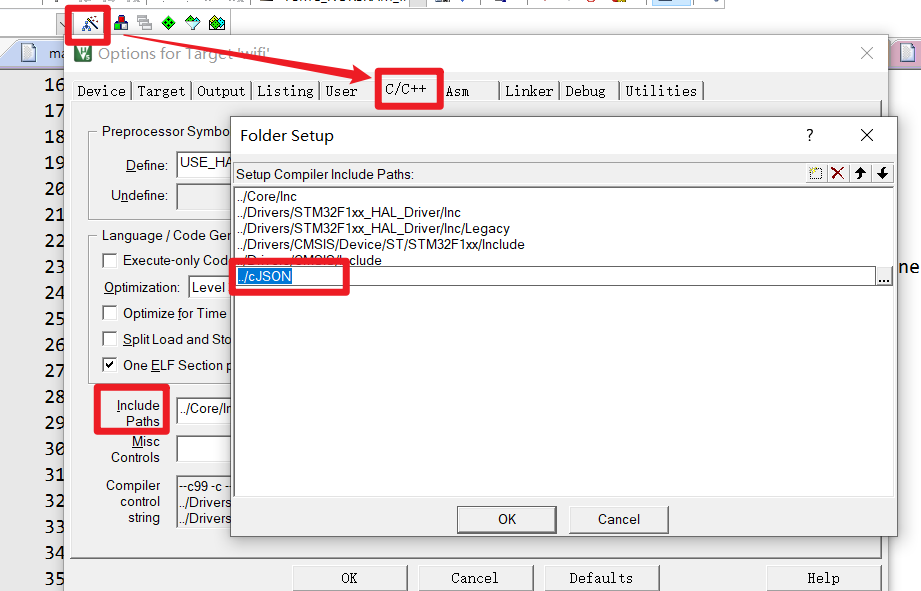 Options for Target 'wifi'
Device Target Output Listing User C/C++ Asm Linker Debug Utilities
16
17
18
19
20
21
22
23
24
25
26
27
28
29
30
31
32
33
34
35
Preprocessor Symbo
Define: USE_HA
Undefine:
Language / Code Ger
Execute-only Cod
Optimization: Level
Optimize for Time
Split Load and Sto
One ELF Section p
Include
Paths
../Core/In
Misc
Controls
Compiler
control
string
--c99 -c --
../Drivers
../Drivers
Folder Setup
?
Setup Compiler Include Paths:
../Core/Inc
../Drivers/STM32F1xx_HAL_Driver/Inc
../Drivers/STM32F1xx_HAL_Driver/Inc/Legacy
../Drivers/CMSIS/Device/ST/STM32F1xx/Include
../Drivers/CMSIS/Include
../cJSON
...
ne
OK Cancel
OK Cancel Defaults Help